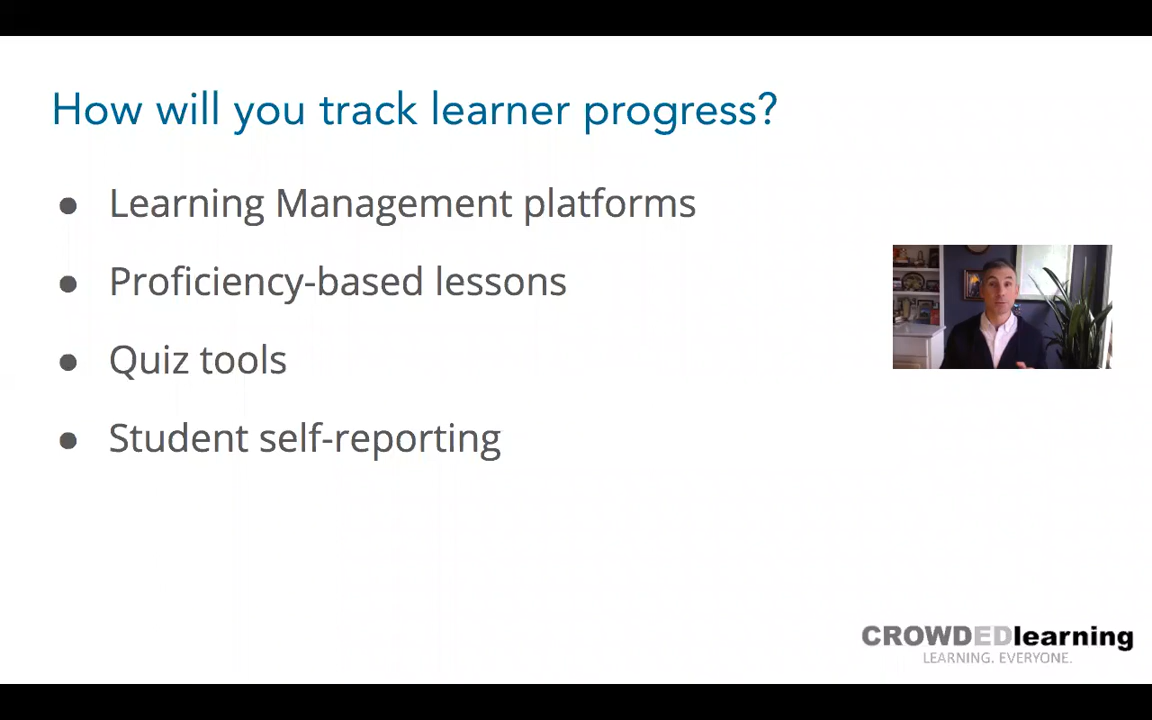 How will you track learner progress?
● Learning Management platforms
● Proficiency-based lessons
● Quiz tools
● Student self-reporting
CROWDEDlearning
LEARNING. EVERYONE.